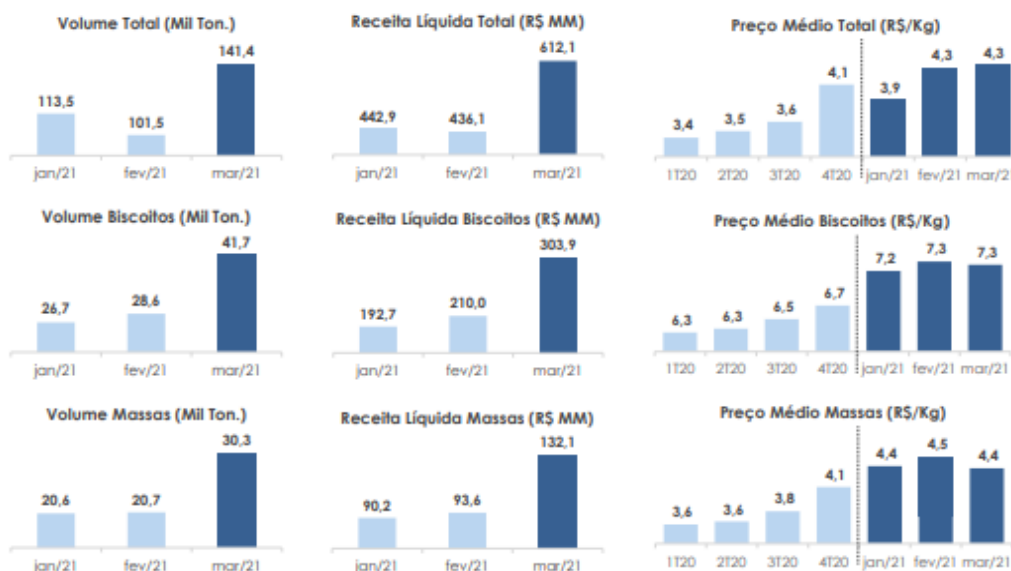 Volume Total (Mil Ton.)
141,4
113,5
101,5
jan/21 fev/21 mar/21
Receita Líquida Total (R$ MM)
612,1
442,9 436,1
jan/21 fev/21 mar/21
Preço Médio Total (R$/Kg)
3,4 3,5 3,6 4,1 3,9 4,3 4,3
1T20 2T20 3T20 4T20 jan/21 fev/21 mar/21
Volume Biscoitos (Mil Ton.)
41,7
26,7 28,6
jan/21 fev/21 mar/21
Receita Líquida Biscoitos (R$ MM)
303,9
192,7 210,0
jan/21 fev/21 mar/21
Preço Médio Biscoitos (R$/Kg)
6,3 6,3 6,5 6,7 7,2 7,3 7,3
1T20 2T20 3T20 4T20 jan/21 fev/21 mar/21
Volume Massas (Mil Ton.)
30,3
20,6 20,7
jan/21 fev/21 mar/21
Receita Líquida Massas (R$ MM)
132,1
90,2 93,6
jan/21 fev/21 mar/21
Preço Médio Massas (R$/Kg)
3,6 3,6 3,8 4,1 4,4 4,5 4,4
1T20 2T20 3T20 4T20 jan/21 fev/21 mar/21